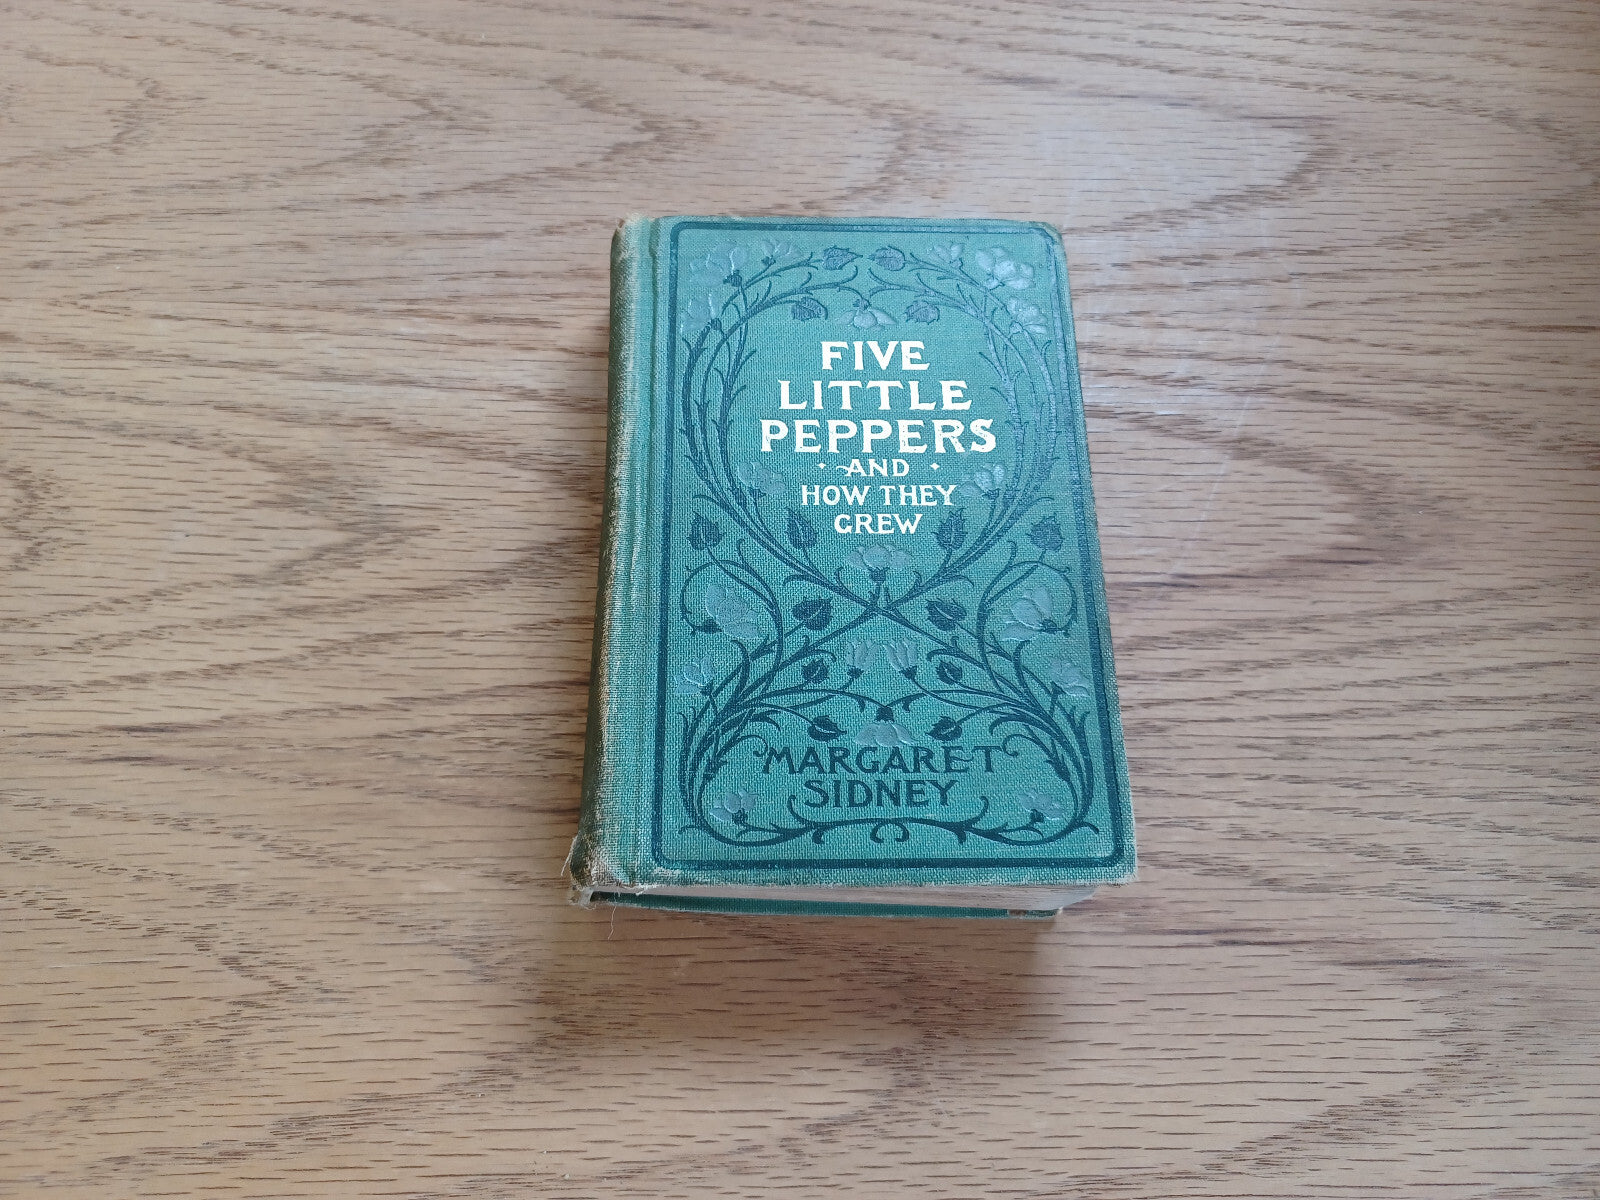 FIVE
LITTLE
PEPPERS
· AND ·
HOW THEY
GREW
MARGARET
SIDNEY